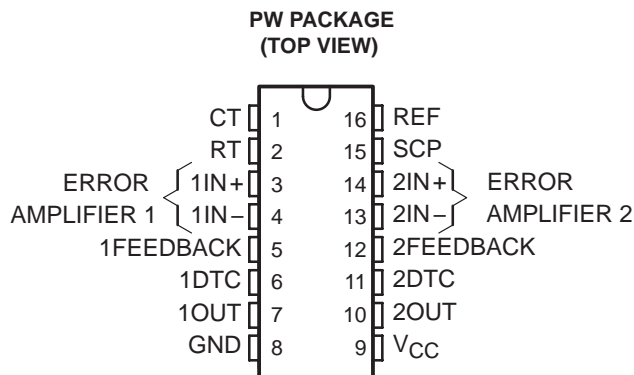 PW PACKAGE
(TOP VIEW)
CT 1 16 REF
RT 2 15 SCP
ERROR AMPLIFIER 1 1IN+ 3 14 2IN+ ERROR AMPLIFIER 2
1IN− 4 13 2IN−
1FEEDBACK 5 12 2FEEDBACK
1DTC 6 11 2DTC
1OUT 7 10 2OUT
GND 8 9 VCC